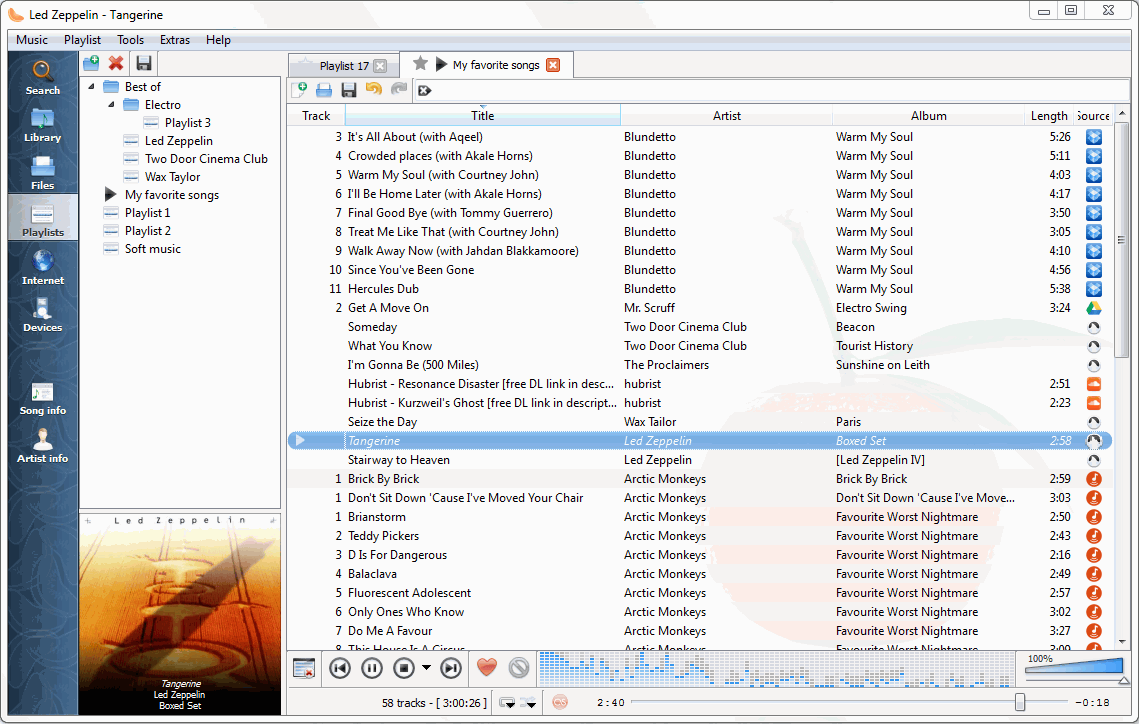 Led Zeppelin - Tangerine
Music Playlist Tools Extras Help
Search
Library
Files
Playlists
Internet
Devices
Song info
Artist info
Best of
Electro
Playlist 3
Led Zeppelin
Two Door Cinema Club
Wax Taylor
My favorite songs
Playlist 1
Playlist 2
Soft music
Led Zeppelin
Tangerine
Led Zeppelin
Boxed Set
Playlist 17 My favorite songs
Track Title Artist Album Length Source
3 It's All About (with Aqeel) Blundetto Warm My Soul 5:26
4 Crowded places (with Akale Horns) Blundetto Warm My Soul 5:11
5 Warm My Soul (with Courtney John) Blundetto Warm My Soul 4:03
6 I'll Be Home Later (with Akale Horns) Blundetto Warm My Soul 4:17
7 Final Good Bye (with Tommy Guerrero) Blundetto Warm My Soul 3:50
8 Treat Me Like That (with Courtney John) Blundetto Warm My Soul 3:05
9 Walk Away Now (with Jahdan Blakkamoore) Blundetto Warm My Soul 4:10
10 Since You've Been Gone Blundetto Warm My Soul 4:56
11 Hercules Dub Blundetto Warm My Soul 5:38
2 Get A Move On Mr. Scruff Electro Swing 3:24
Someday Two Door Cinema Club Beacon
What You Know Two Door Cinema Club Tourist History
I'm Gonna Be (500 Miles) The Proclaimers Sunshine on Leith
Hubrist - Resonance Disaster [free DL link in desc... hubrist 2:51
Hubrist - Kurzweil's Ghost [free DL link in descript... hubrist 2:23
Seize the Day Wax Tailor Paris
Tangerine Led Zeppelin Boxed Set 2:58
Stairway to Heaven Led Zeppelin [Led Zeppelin IV]
1 Brick By Brick Arctic Monkeys Brick By Brick 2:59
1 Don't Sit Down 'Cause I've Moved Your Chair Arctic Monkeys Don't Sit Down 'Cause I've Move... 3:03
1 Brianstorm Arctic Monkeys Favourite Worst Nightmare 2:50
2 Teddy Pickers Arctic Monkeys Favourite Worst Nightmare 2:43
3 D Is For Dangerous Arctic Monkeys Favourite Worst Nightmare 2:16
4 Balaclava Arctic Monkeys Favourite Worst Nightmare 2:49
5 Fluorescent Adolescent Arctic Monkeys Favourite Worst Nightmare 2:57
6 Only Ones Who Know Arctic Monkeys Favourite Worst Nightmare 3:02
7 Do Me A Favour Arctic Monkeys Favourite Worst Nightmare 3:27
8 This House Is A Circus Arctic Monkeys Favourite Worst Nightmare 3:09
100%
58 tracks - [ 3:00:26 ] 2:40 -0:18